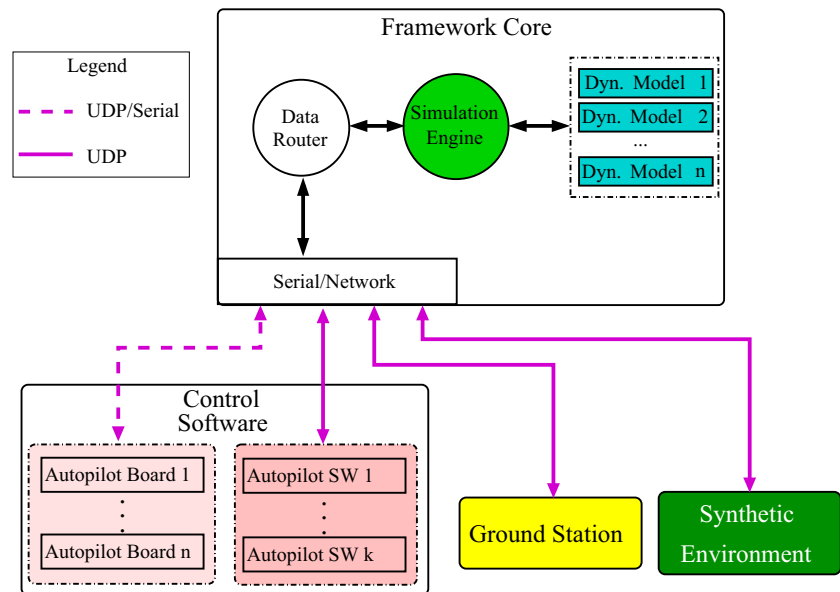 Framework Core
Legend
UDP/Serial
UDP
Data
Router
Simulation
Engine
Dyn. Model 1
Dyn. Model 2
...
Dyn. Model n
Serial/Network
Control
Software
Autopilot Board 1
Autopilot Board n
Autopilot SW 1
Autopilot SW k
Ground Station
Synthetic
Environment